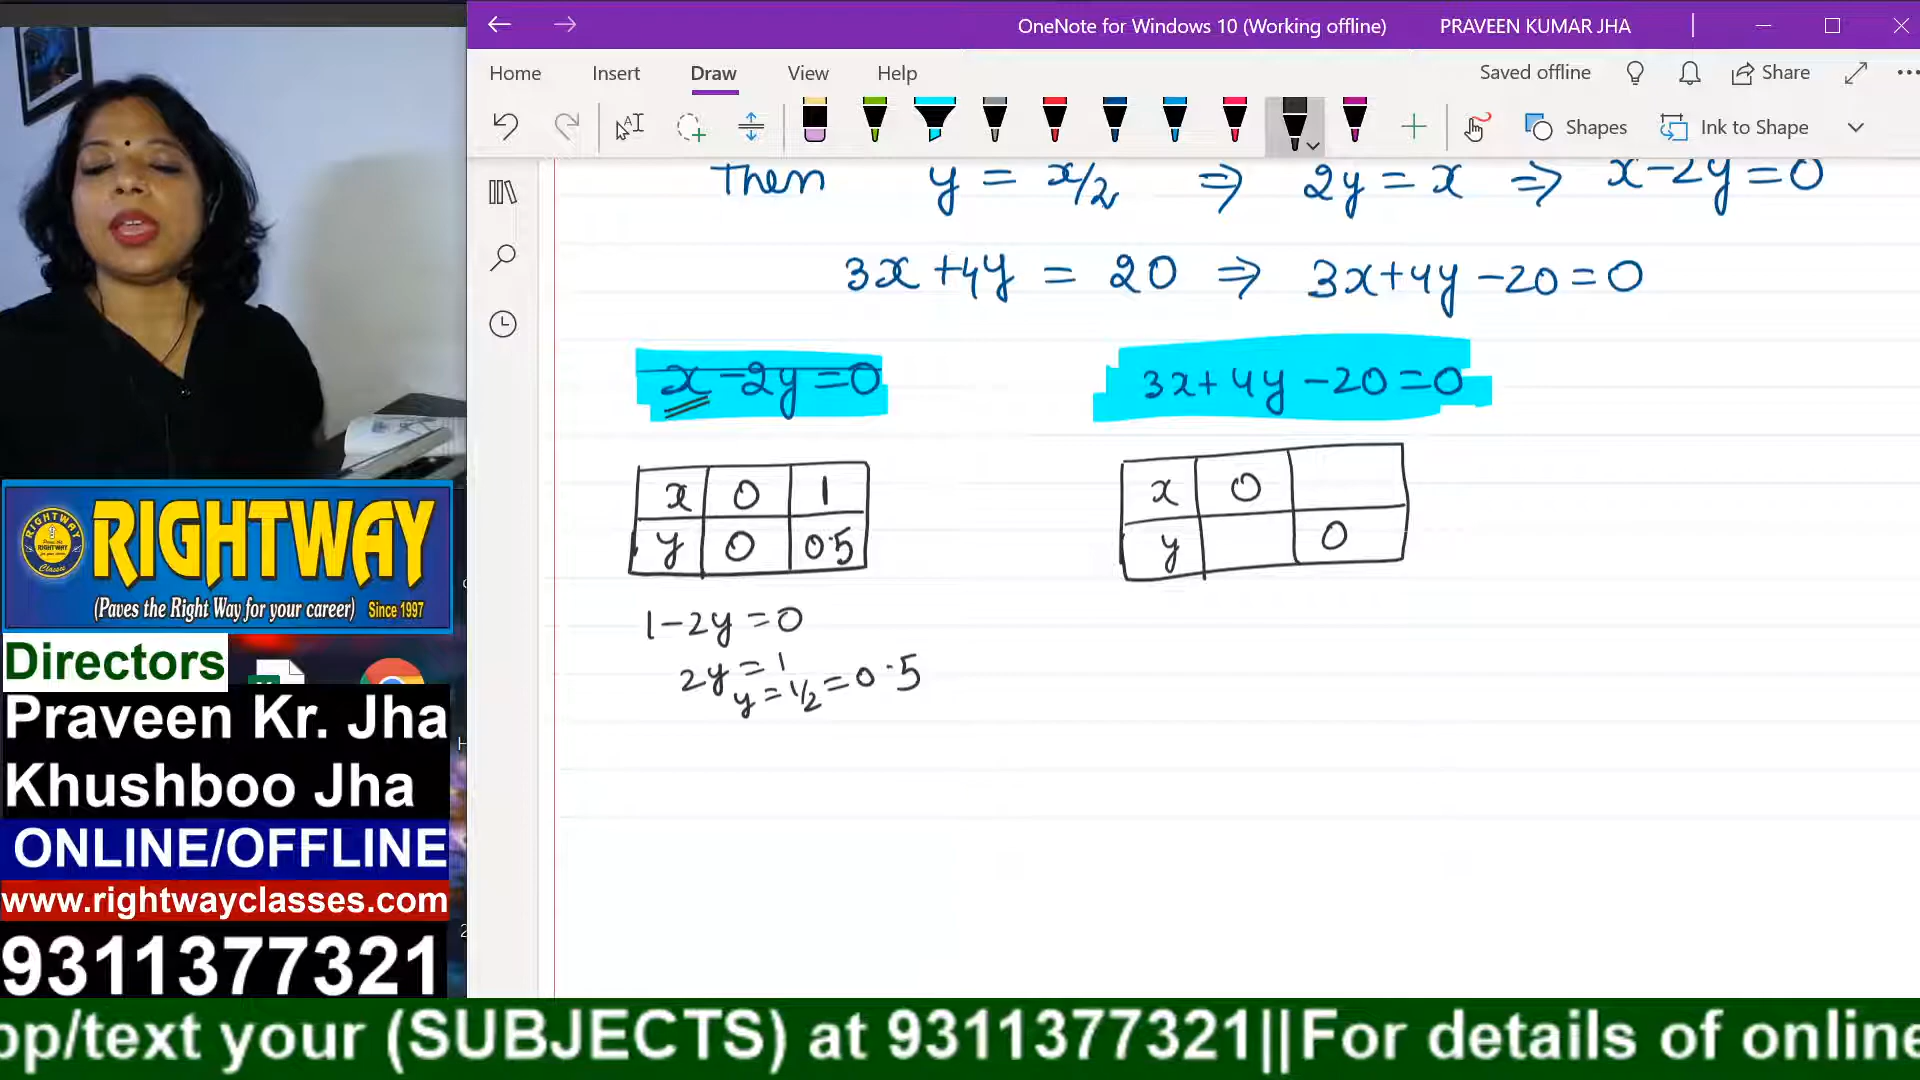 OneNote for Windows 10 (Working offline)
PRAVEEN KUMAR JHA
Home Insert Draw View Help
Saved offline Share
Shapes Ink to Shape
Then y = x/2 ⇒ 2y = x ⇒ x-2y=0
3x+4y = 20 ⇒ 3x+4y-20=0
x-2y=0
3x+4y-20=0
x 0 1
y 0 0.5
x 0
y 0
1-2y=0
2y=1
y=1/2=0.5
RIGHTWAY
RIGHTWAY
(Paves the Right Way for your career) Since 1997
Directors
Praveen Kr. Jha
Khushboo Jha
ONLINE/OFFLINE
www.rightwayclasses.com
9311377321
op/text your (SUBJECTS) at 9311377321||For details of online